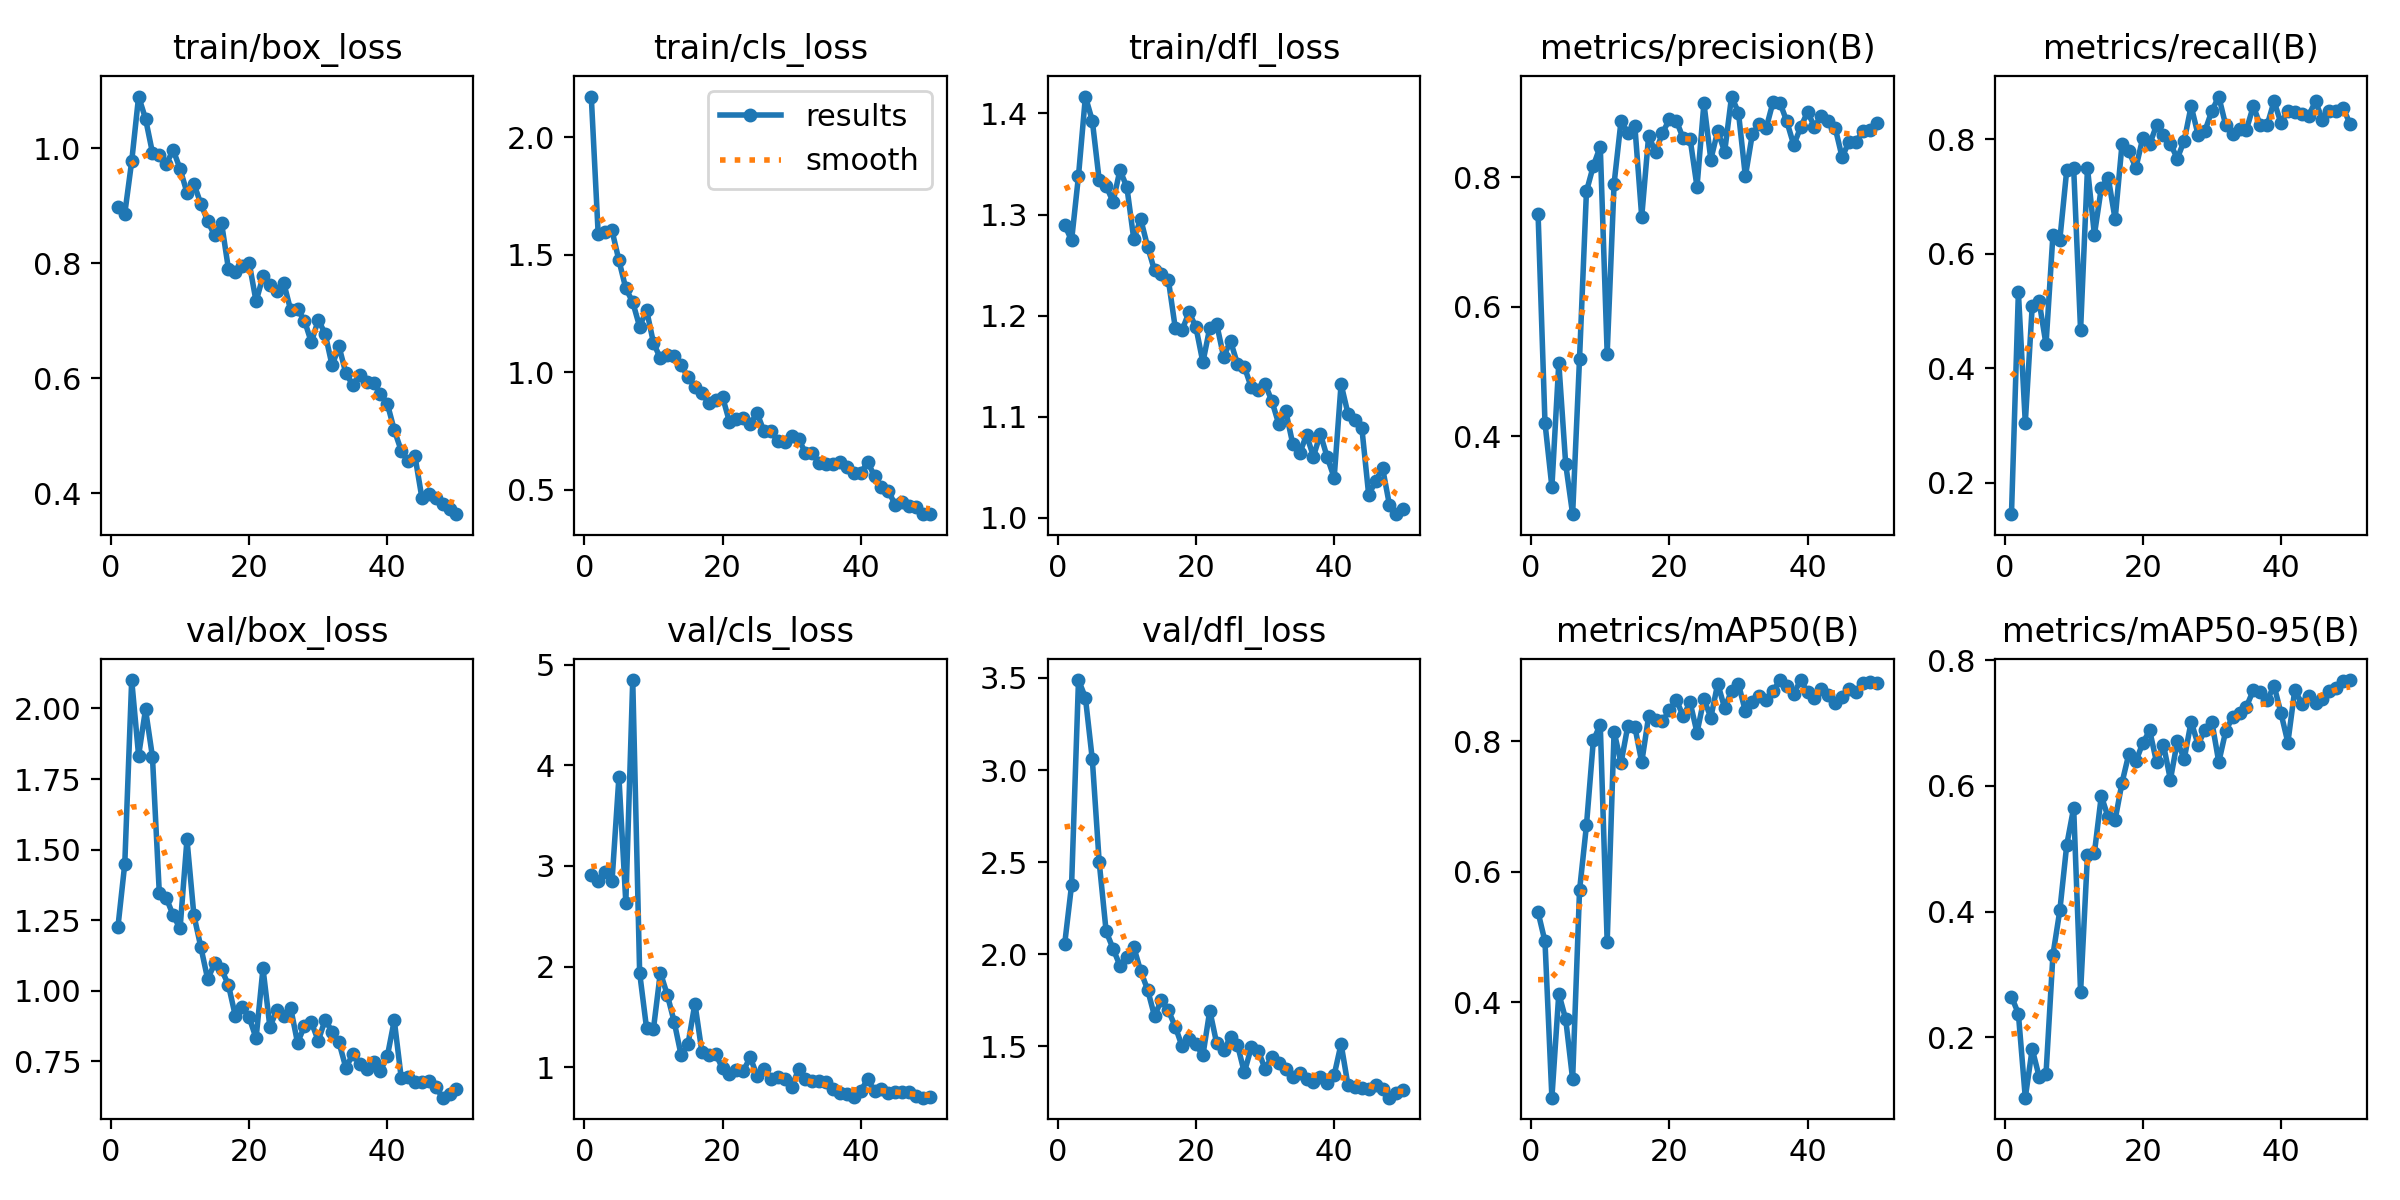 train/box_loss
1.0
0.8
0.6
0.4
0 20 40
train/cls_loss
results
smooth
2.0
1.5
1.0
0.5
0 20 40
train/dfl_loss
1.4
1.3
1.2
1.1
1.0
0 20 40
metrics/precision(B)
0.8
0.6
0.4
0 20 40
metrics/recall(B)
0.8
0.6
0.4
0.2
0 20 40
val/box_loss
2.00
1.75
1.50
1.25
1.00
0.75
0 20 40
val/cls_loss
5
4
3
2
1
0 20 40
val/dfl_loss
3.5
3.0
2.5
2.0
1.5
0 20 40
metrics/mAP50(B)
0.8
0.6
0.4
0 20 40
metrics/mAP50-95(B)
0.8
0.6
0.4
0.2
0 20 40